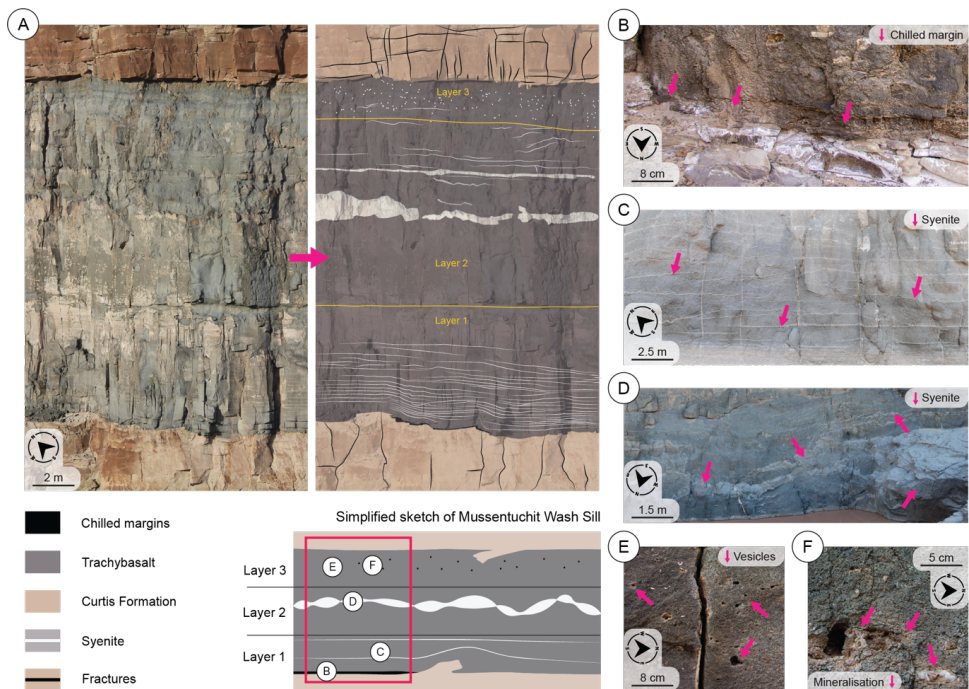 A
Layer 3
Layer 2
Layer 1
2 m
B
Chilled margin
8 cm
C
Syenite
2.5 m
D
Syenite
1.5 m
E
Vesicles
8 cm
F
5 cm
Mineralisation
Chilled margins
Trachybasalt
Curtis Formation
Syenite
Fractures
Simplified sketch of Mussentuchit Wash Sill
Layer 3
E
F
Layer 2
D
Layer 1
C
B